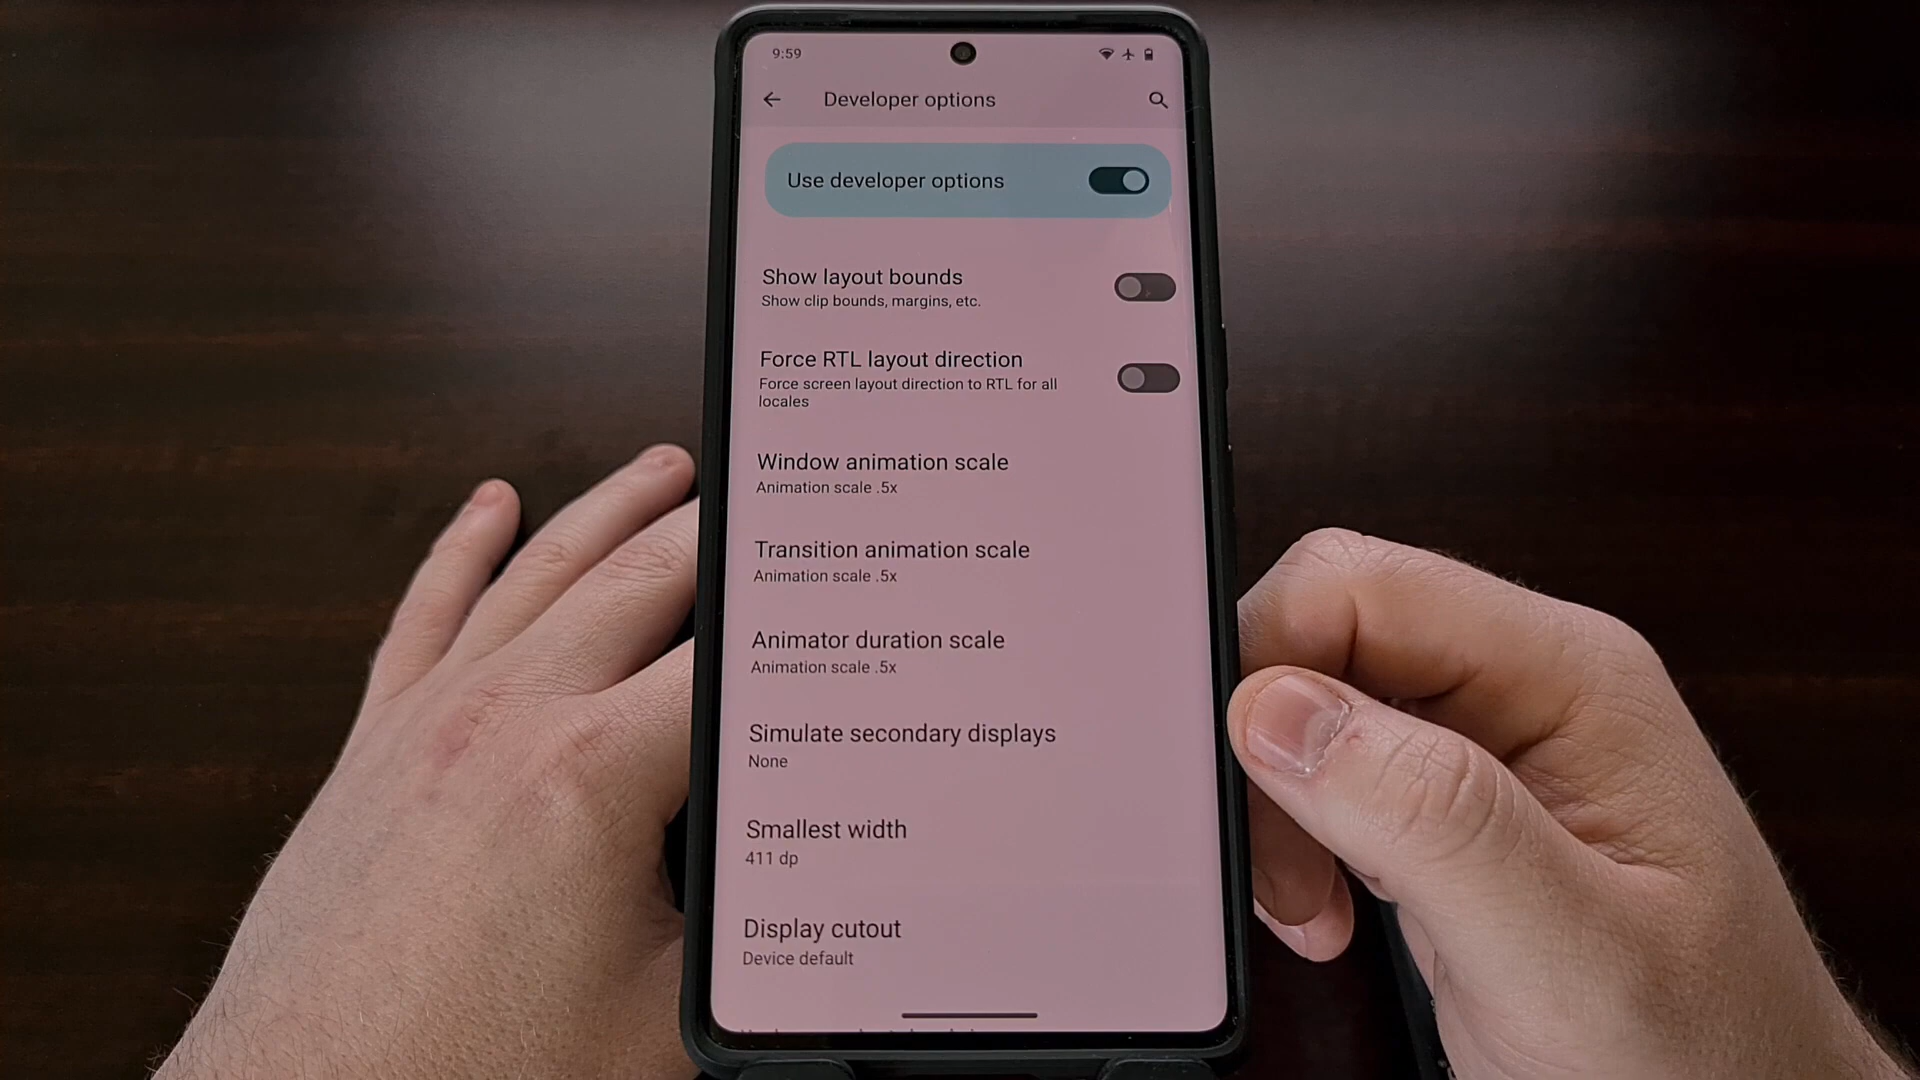 9:59
Developer options
Use developer options
Show layout bounds
Show clip bounds, margins, etc.
Force RTL layout direction
Force screen layout direction to RTL for all
locales
Window animation scale
Animation scale .5x
Transition animation scale
Animation scale .5x
Animator duration scale
Animation scale .5x
Simulate secondary displays
None
Smallest width
411 dp
Display cutout
Device default